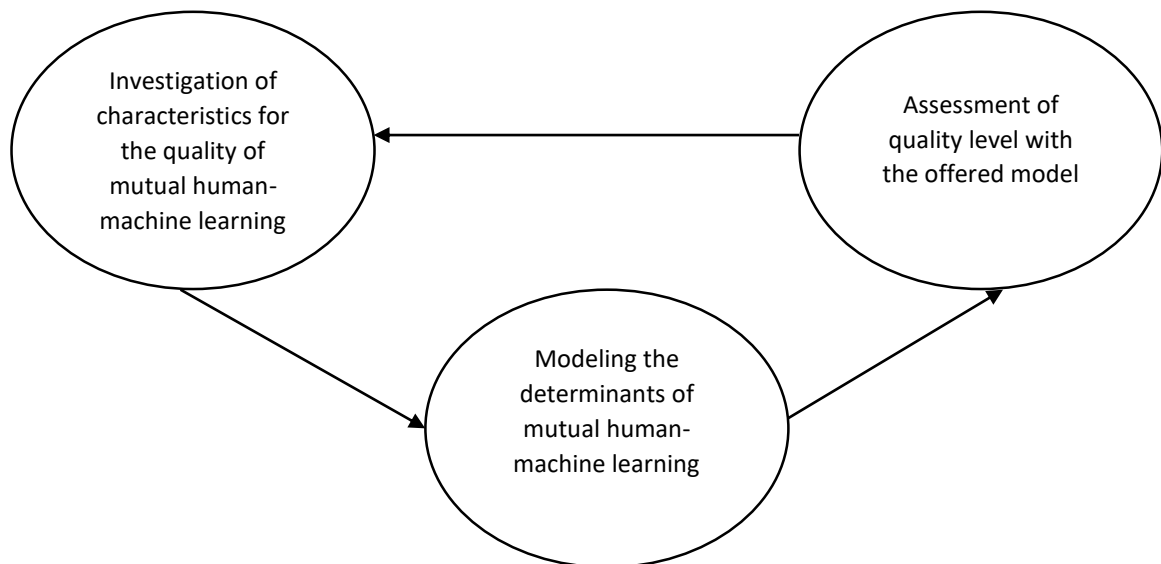 Investigation of
characteristics for
the quality of
mutual human-
machine learning
Assessment of
quality level with
the offered model
Modeling the
determinants of
mutual human-
machine learning